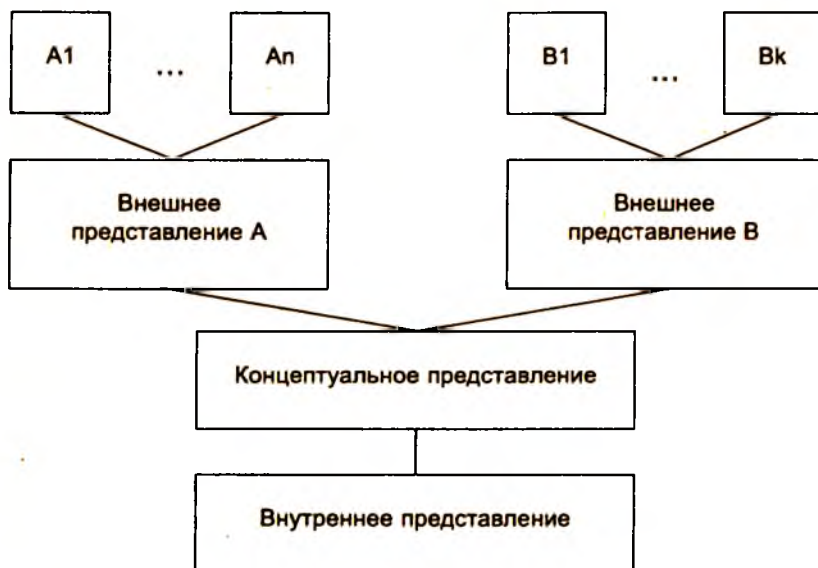 A1 ... An B1 ... Bk
Внешнее
представление A
Внешнее
представление B
Концептуальное представление
Внутреннее представление